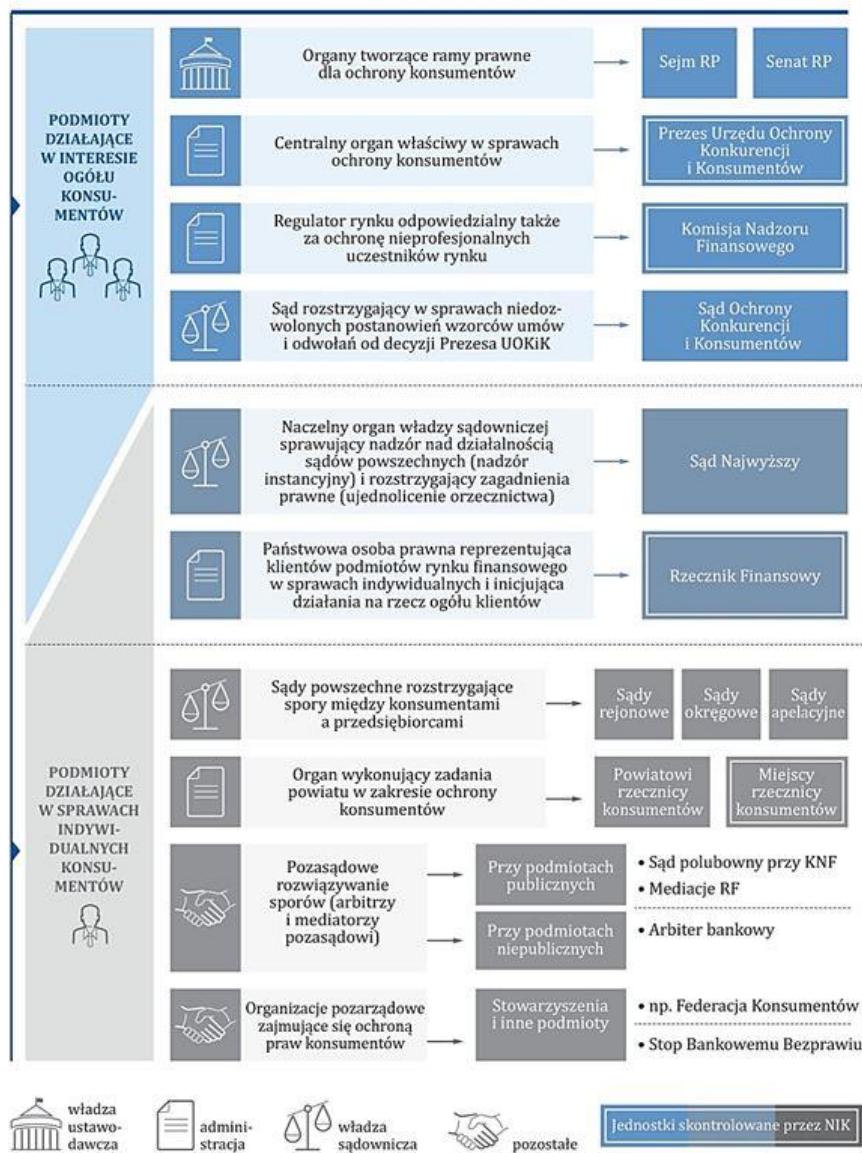 PODMIOTY
DZIAŁAJĄCE
W INTERESIE
OGÓŁU
KONSU-
MENTÓW
Organy tworzące ramy prawne
dla ochrony konsumentów
Sejm RP
Senat RP
Centralny organ właściwy w sprawach
ochrony konsumentów
Prezes Urzędu Ochrony
Konkurencji
i Konsumentów
Regulator rynku odpowiedzialny także
za ochronę nieprofesjonalnych
uczestników rynku
Komisja Nadzoru
Finansowego
Sąd rozstrzygający w sprawach niedoz-
wolonych postanowień wzorców umów
i odwołań od decyzji Prezesa UOKiK
Sąd Ochrony
Konkurencji
i Konsumentów
Naczelny organ władzy sądowniczej
sprawujący nadzór nad działalnością
sądów powszechnych (nadzór
instancyjny) i rozstrzygający zagadnienia
prawne (ujednolicenie orzecznictwa)
Sąd Najwyższy
Państwowa osoba prawna reprezentująca
klientów podmiotów rynku finansowego
w sprawach indywidualnych i inicjująca
działania na rzecz ogółu klientów
Rzecznik Finansowy
PODMIOTY
DZIAŁAJĄCE
W SPRAWACH
INDYWI-
DUALNYCH
KONSU-
MENTÓW
Sądy powszechne rozstrzygające
spory między konsumentami
a przedsiębiorcami
Sądy
rejonowe
Sądy
okręgowe
Sądy
apelacyjne
Organ wykonujący zadania
powiatu w zakresie ochrony
konsumentów
Powiatowi
rzecznicy
konsumentów
Miejscy
rzecznicy
konsumentów
Pozasądowe
rozwiązywanie
sporów (arbitrzy
i mediatorzy
pozasądowi)
Przy podmiotach
publicznych
• Sąd polubowny przy KNF
• Mediacje RF
Przy podmiotach
niepublicznych
• Arbiter bankowy
Organizacje pozarządowe
zajmujące się ochroną
praw konsumentów
Stowarzyszenia
i inne podmioty
• np. Federacja Konsumentów
• Stop Bankowemu Bezprawiu
władza
ustawo-
dawcza
admini-
stracja
władza
sądownicza
pozostałe
Jednostki skontrolowane przez NIK